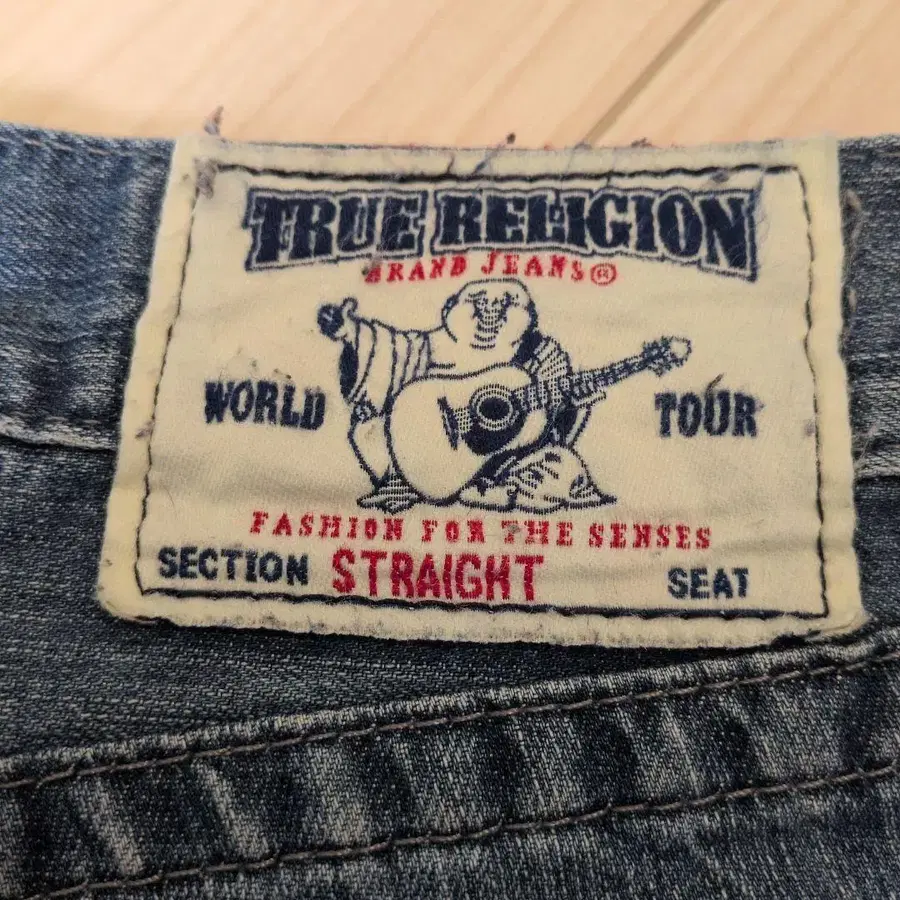 TRUE RELIGION
BRAND JEANS®
WORLD TOUR
FASHION FOR THE SENSES
SECTION STRAIGHT SEAT